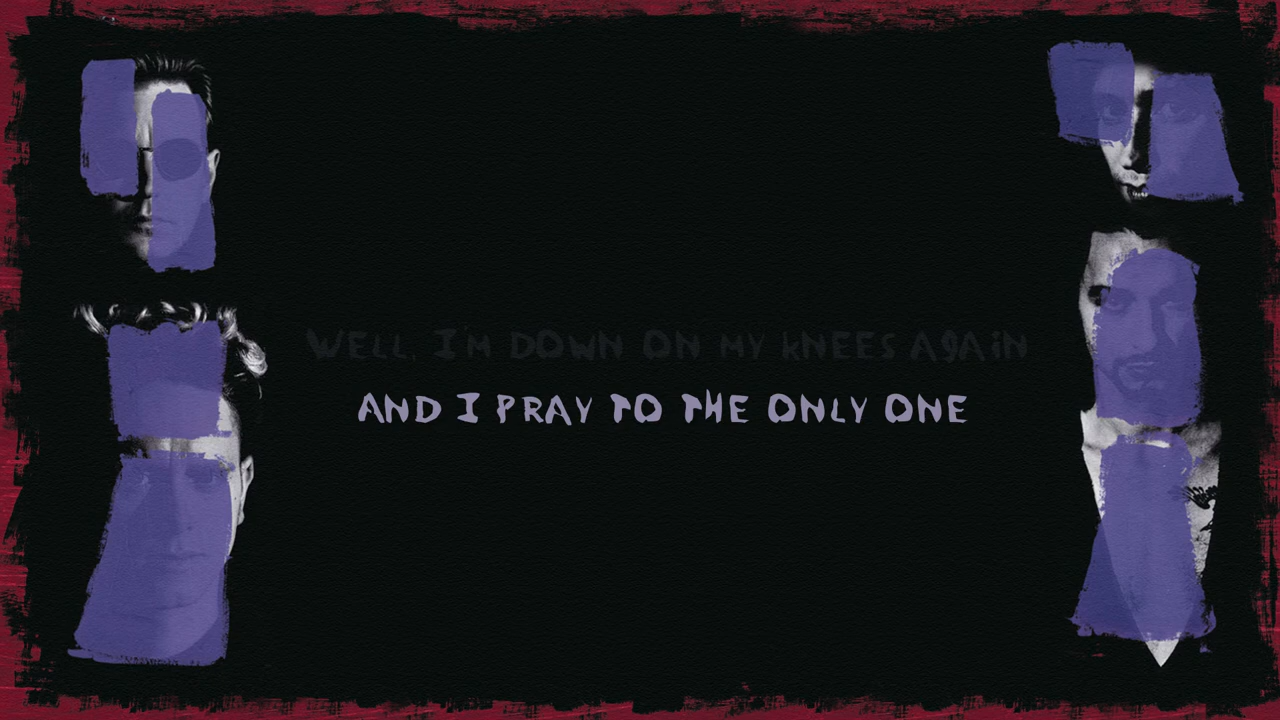 WELL, I'M DOWN ON MY KNEES AGAIN
AND I PRAY TO THE ONLY ONE